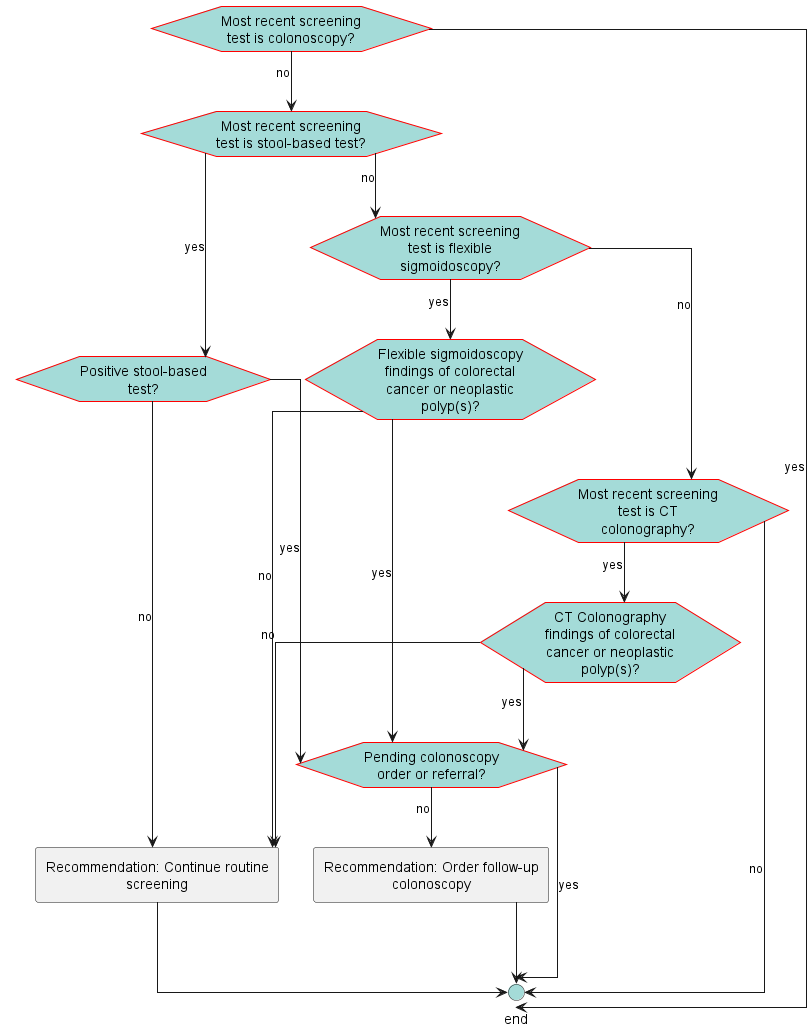 Most recent screening
test is colonoscopy?
no
Most recent screening
test is stool-based test?
no
yes
Most recent screening
test is flexible
sigmoidoscopy?
yes
no
Positive stool-based
test?
Flexible sigmoidoscopy
findings of colorectal
cancer or neoplastic
polyp(s)?
yes
Most recent screening
test is CT
colonography?
yes
yes
no
yes
no
no
CT Colonography
findings of colorectal
cancer or neoplastic
polyp(s)?
yes
Pending colonoscopy
order or referral?
no
Recommendation: Continue routine
screening
Recommendation: Order follow-up
colonoscopy
no
yes
end